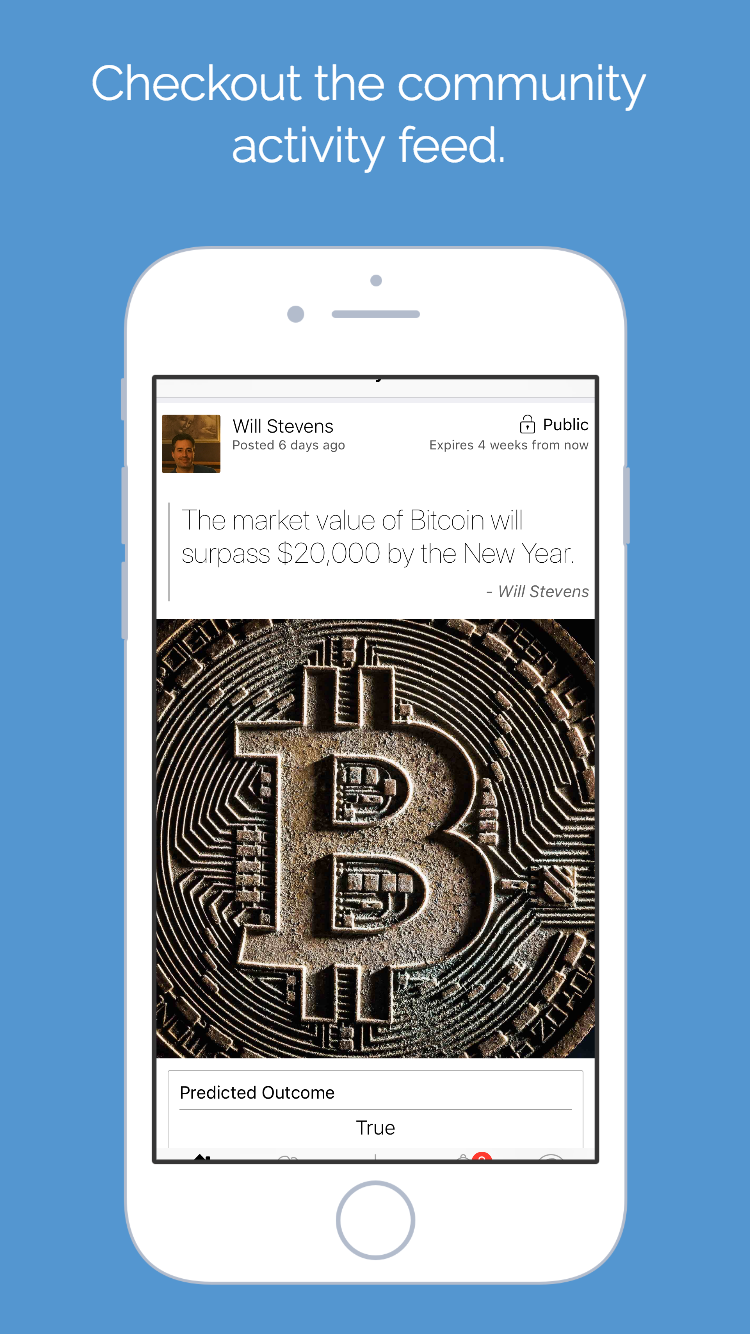 Checkout the community
activity feed.
Will Stevens
Public
Posted 6 days ago
Expires 4 weeks from now
The market value of Bitcoin will
surpass $20,000 by the New Year.
- Will Stevens
Predicted Outcome
True